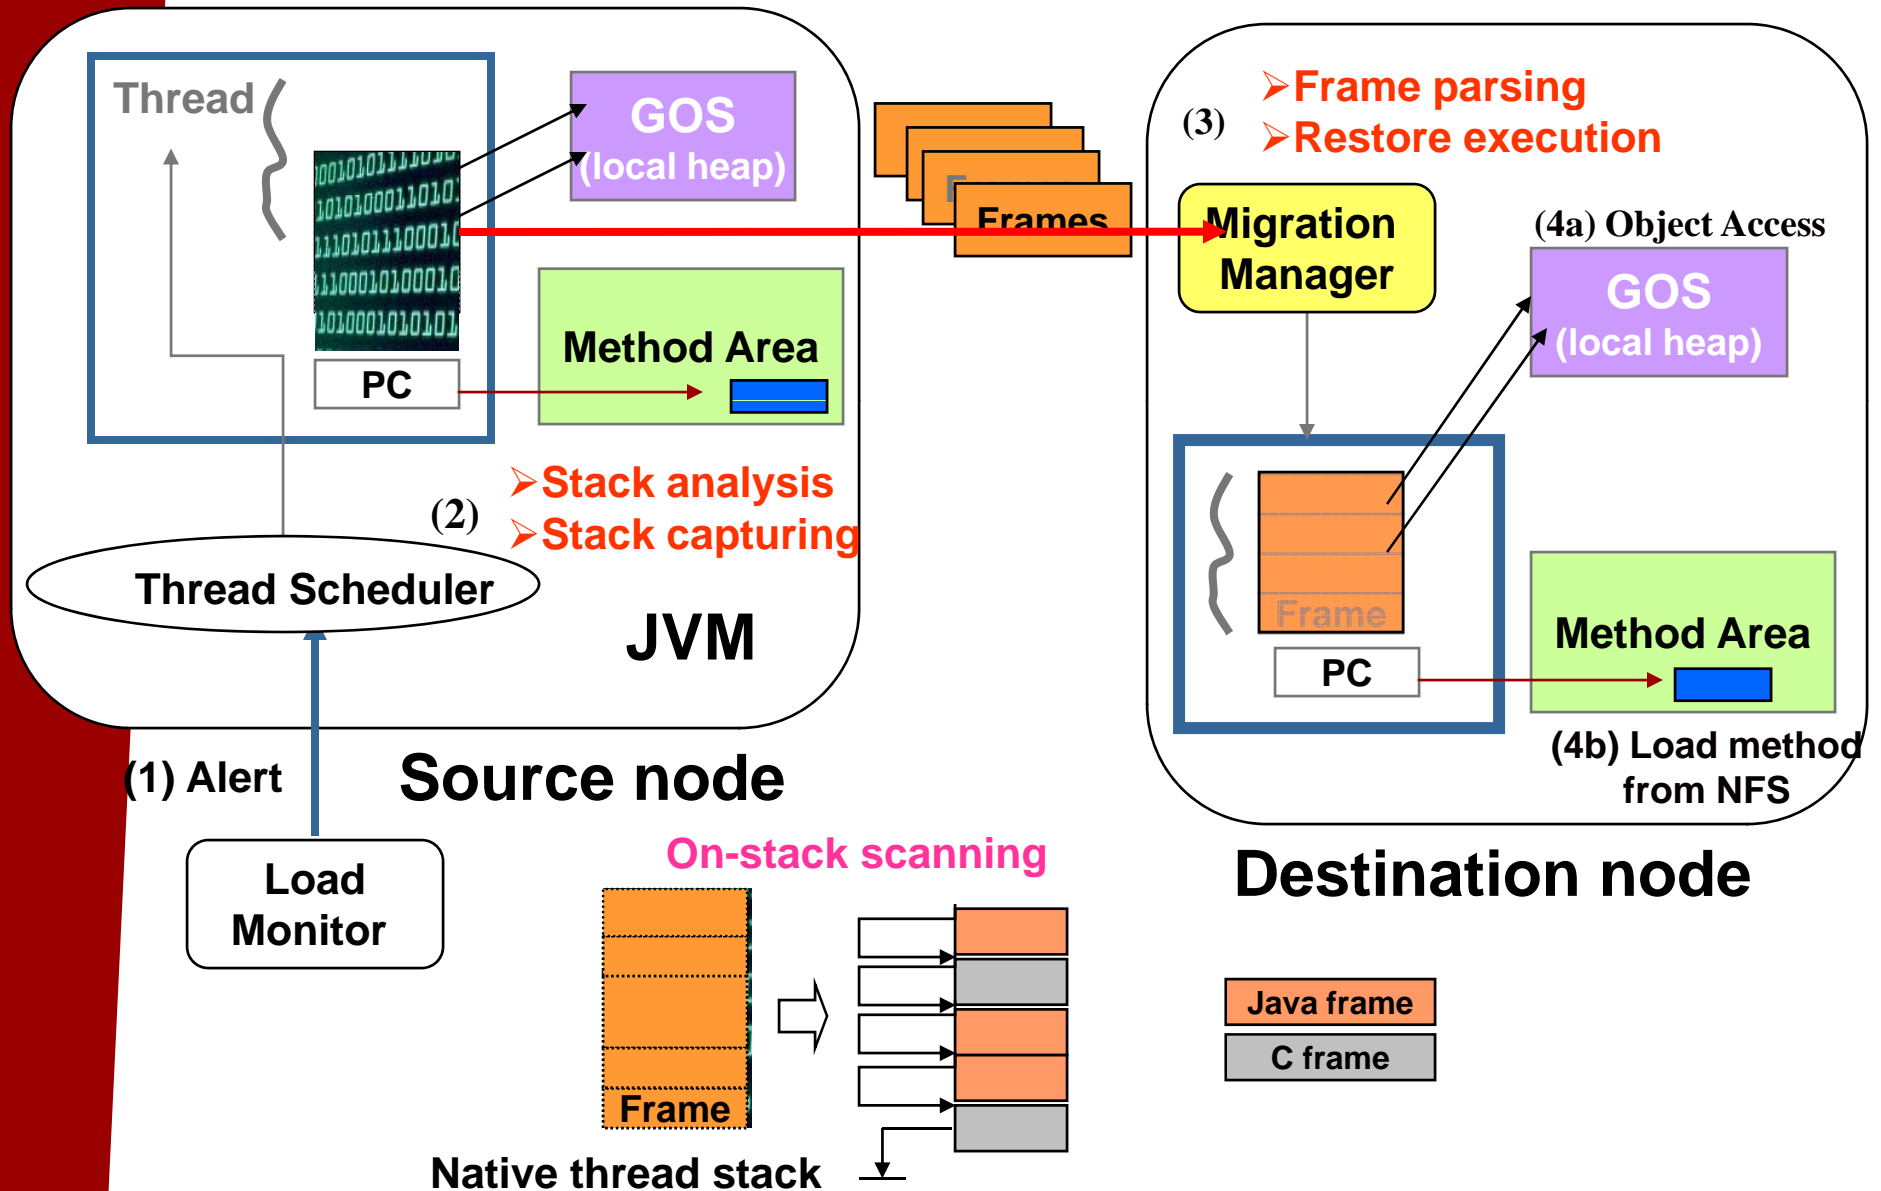 Thread
GOS
(local heap)
PC
Method Area
(2)
➢Stack analysis
➢Stack capturing
Thread Scheduler
JVM
(1) Alert
Source node
Load
Monitor
Frames
(3)
➢Frame parsing
➢Restore execution
Migration
Manager
(4a) Object Access
GOS
(local heap)
Frame
PC
Method Area
(4b) Load method
from NFS
Destination node
On-stack scanning
Frame
Native thread stack
Java frame
C frame